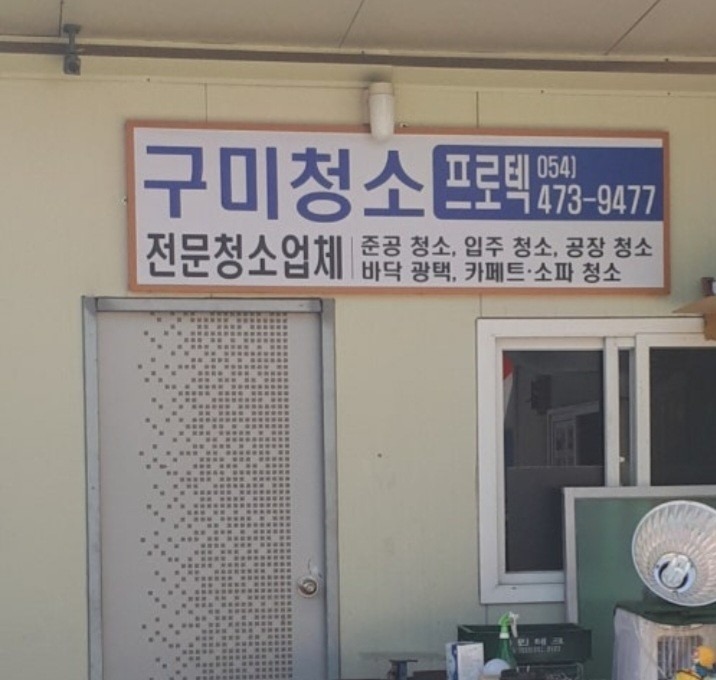 구미청소 프로텍 054) 473-9477
전문청소업체
준공 청소, 입주 청소, 공장 청소
바닥 광택, 카페트·소파 청소